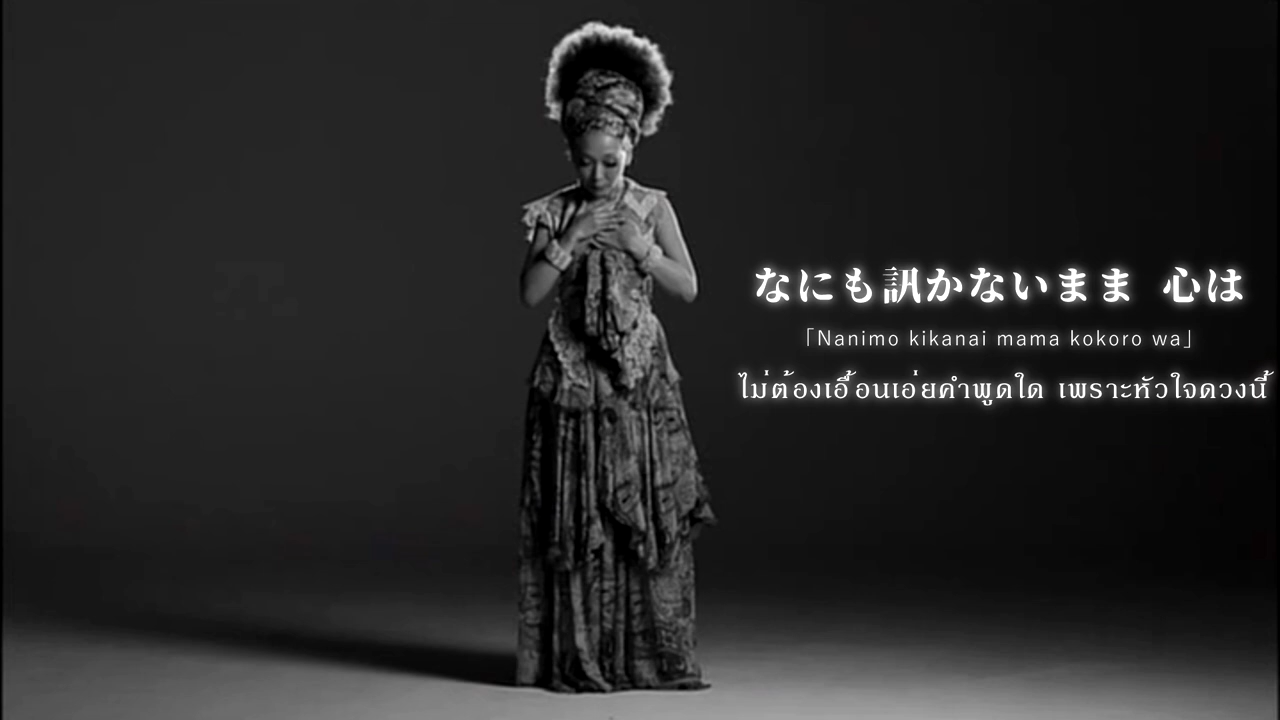 なにも訊かないまま 心は
「Nanimo kikanai mama kokoro wa」
ไม่ต้องเอื้อนเอ่ยคำพูดใด เพราะหัวใจดวงนี้